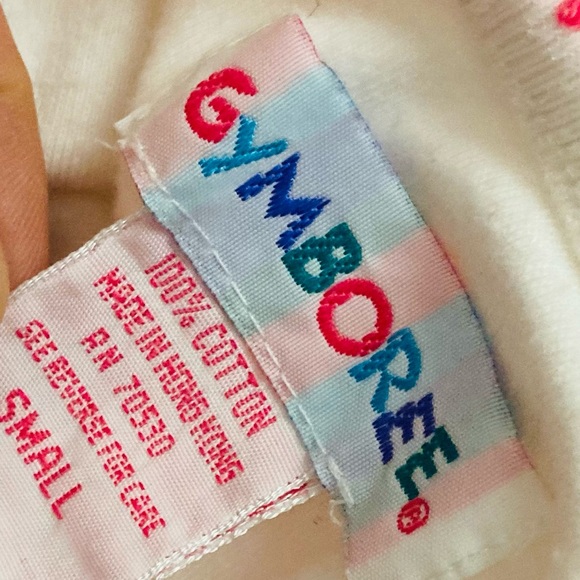 GYMBOREE®
100% COTTON
MADE IN HONG KONG
RN 70530
SEE REVERSE FOR CARE
SMALL